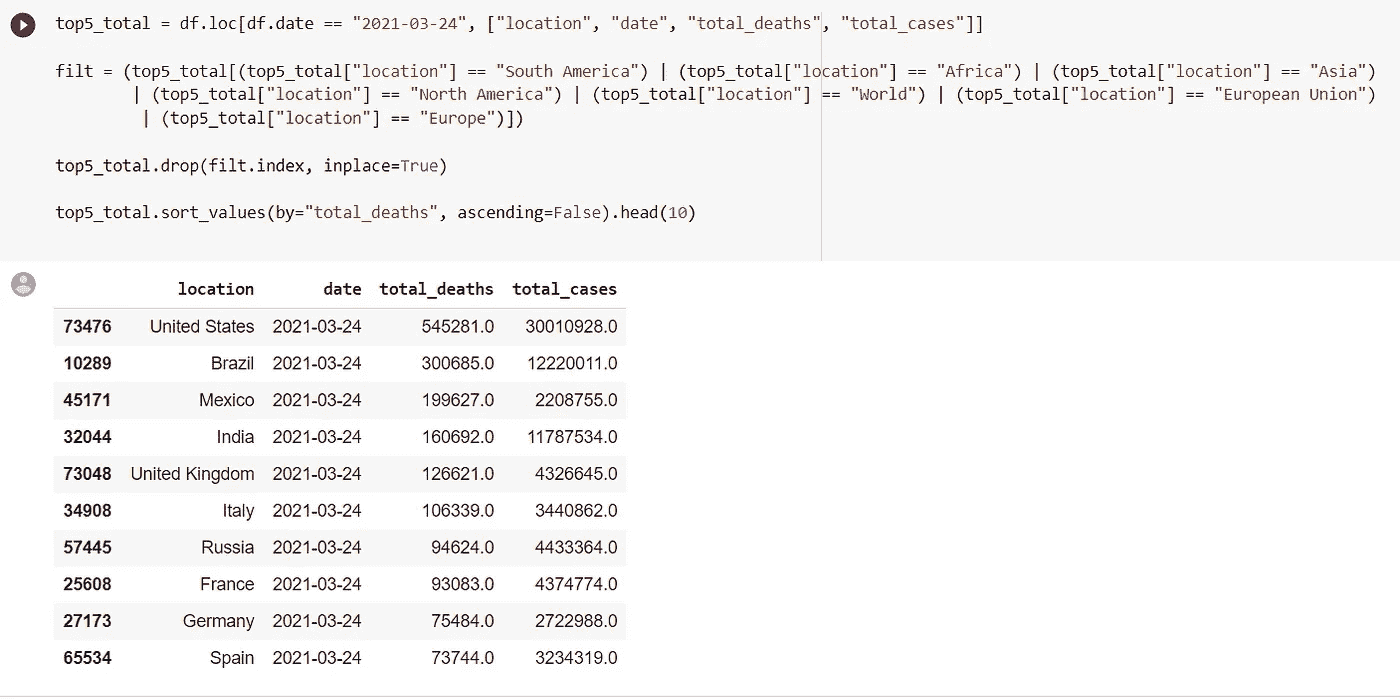 top5_total = df.loc[df.date == "2021-03-24", ["location", "date", "total_deaths", "total_cases"]]
filt = (top5_total[(top5_total["location"] == "South America") | (top5_total["location"] == "Africa") | (top5_total["location"] == "Asia")
| (top5_total["location"] == "North America") | (top5_total["location"] == "World") | (top5_total["location"] == "European Union")
| (top5_total["location"] == "Europe")])
top5_total.drop(filt.index, inplace=True)
top5_total.sort_values(by="total_deaths", ascending=False).head(10)
location date total_deaths total_cases
73476 United States 2021-03-24 545281.0 30010928.0
10289 Brazil 2021-03-24 300685.0 12220011.0
45171 Mexico 2021-03-24 199627.0 2208755.0
32044 India 2021-03-24 160692.0 11787534.0
73048 United Kingdom 2021-03-24 126621.0 4326645.0
34908 Italy 2021-03-24 106339.0 3440862.0
57445 Russia 2021-03-24 94624.0 4433364.0
25608 France 2021-03-24 93083.0 4374774.0
27173 Germany 2021-03-24 75484.0 2722988.0
65534 Spain 2021-03-24 73744.0 3234319.0